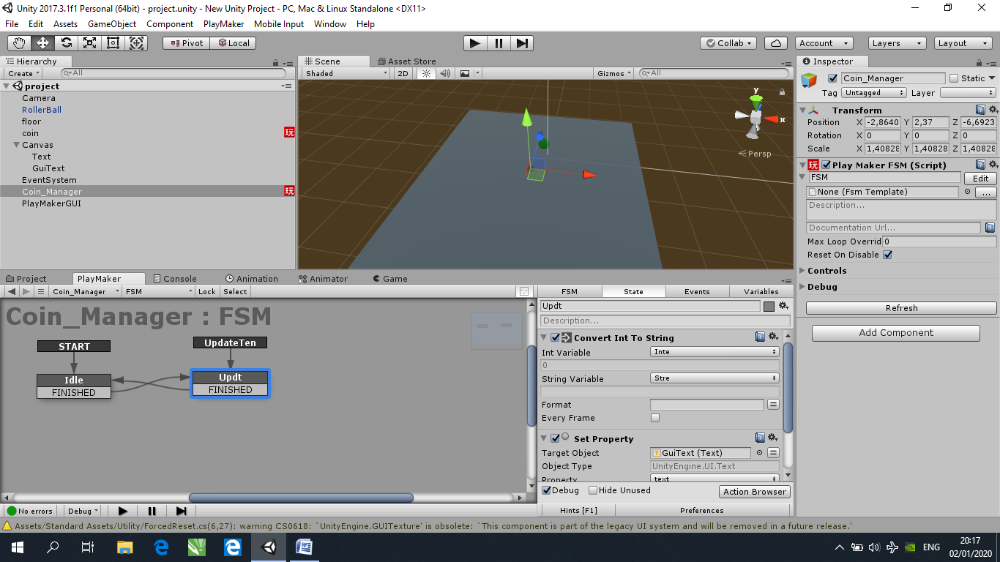 Unity 2017.3.1f1 Personal (64bit) - project.unity - New Unity Project - PC, Mac & Linux Standalone <DX11>
File Edit Assets GameObject Component PlayMaker Mobile Input Window Help
Pivot Local Collab Account Layers Layout
Hierarchy
Create All
project
Camera
RollerBall
floor
coin 玩
Canvas
Text
GuiText
EventSystem
Coin_Manager 玩
PlayMakerGUI
Scene Asset Store
Shaded 2D Gizmos All
y
x
Persp
Inspector
Coin_Manager Static
Tag Untagged Layer
Transform
Position X -2,8640 Y 2,37 Z -6,6923
Rotation X 0 Y 0 Z 0
Scale X 1,40828 Y 1,40828 Z 1,40828
玩 Play Maker FSM (Script)
FSM Edit
None (Fsm Template) ...
Description...
Documentation Url...
Max Loop Overrid 0
Reset On Disable
Controls
Debug
Refresh
Add Component
Project PlayMaker Console Animation Animator Game
Coin_Manager FSM Lock Select
Coin_Manager : FSM
START UpdateTen
Idle Updt
FINISHED FINISHED
FSM State Events Variables
Updt
Description...
Convert Int To String
Int Variable Inte
0
String Variable Stre
Format
Every Frame
Set Property
Target Object GuiText (Text)
Object Type UnityEngine.UI.Text
Property text
Debug Hide Unused Action Browser
No errors Debug Hints [F1] Preferences
Assets/Standard Assets/Utility/ForcedReset.cs(6,27): warning CS0618: `UnityEngine.GUITexture' is obsolete: `This component is part of the legacy UI system and will be removed in a future release.'
ENG 20:17
02/01/2020